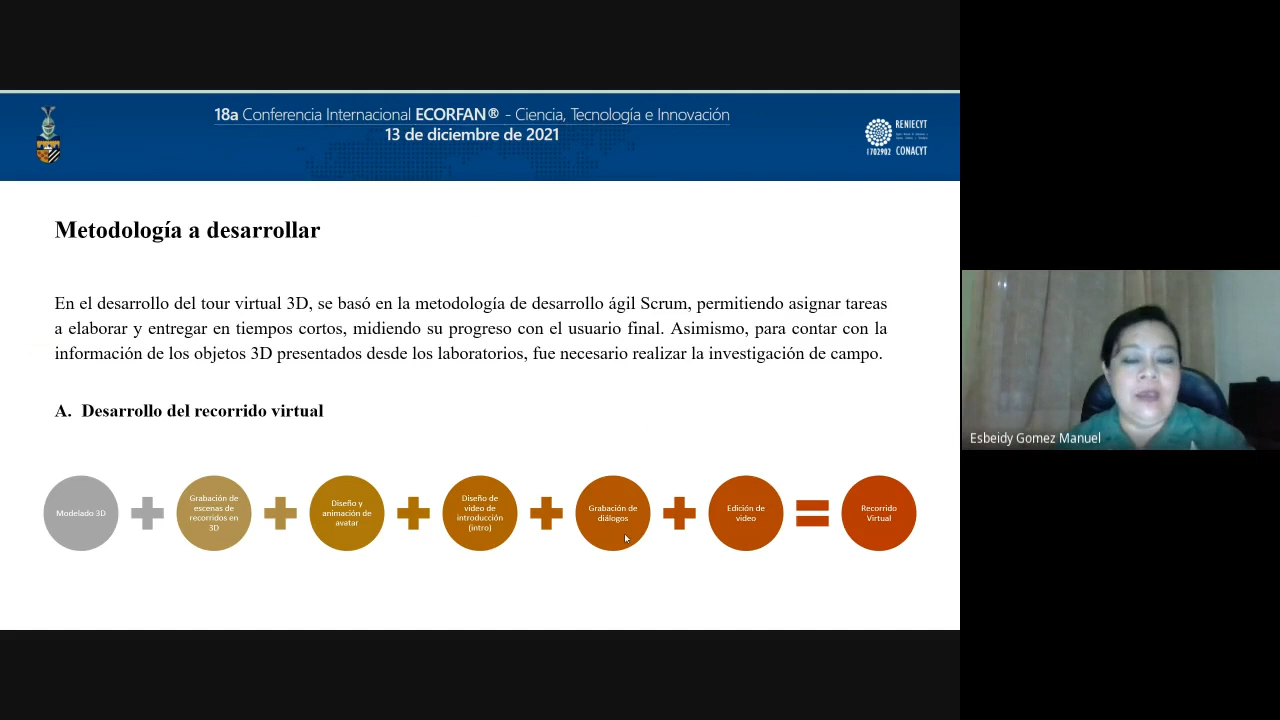 18a Conferencia Internacional ECORFAN® - Ciencia, Tecnología e Innovación
13 de diciembre de 2021
RENIECYT
1702902 CONACYT
Metodología a desarrollar
En el desarrollo del tour virtual 3D, se basó en la metodología de desarrollo ágil Scrum, permitiendo asignar tareas
a elaborar y entregar en tiempos cortos, midiendo su progreso con el usuario final. Asimismo, para contar con la
información de los objetos 3D presentados desde los laboratorios, fue necesario realizar la investigación de campo.
A. Desarrollo del recorrido virtual
Modelado 3D
Grabación de
escenas de
recorridos en
3D
Diseño y
animación de
avatar
Diseño de
video de
introducción
(intro)
Grabación de
diálogos
Edición de
video
Recorrido
Virtual
Esbeidy Gomez Manuel